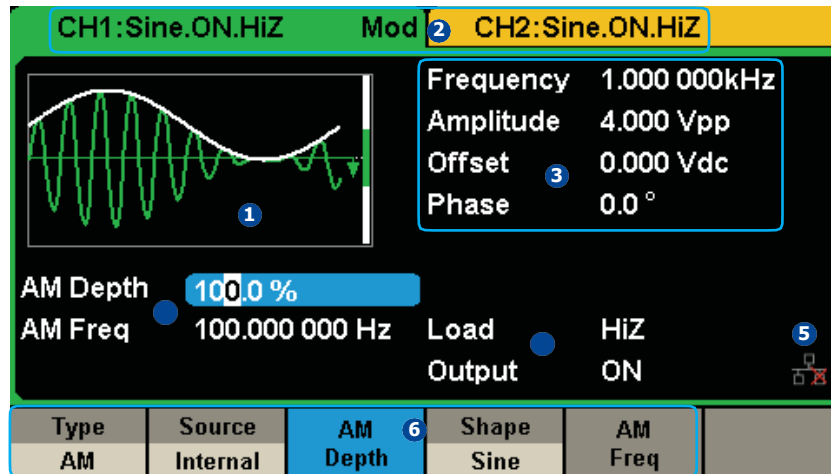 CH1:Sine.ON.HiZ Mod 2 CH2:Sine.ON.HiZ
Frequency 1.000 000kHz
Amplitude 4.000 Vpp
Offset 3 0.000 Vdc
Phase 0.0 °
1
AM Depth 100.0 %
AM Freq 100.000 000 Hz
Load HiZ
Output ON
5
Type Source AM Depth 6 Shape AM Freq
AM Internal Sine